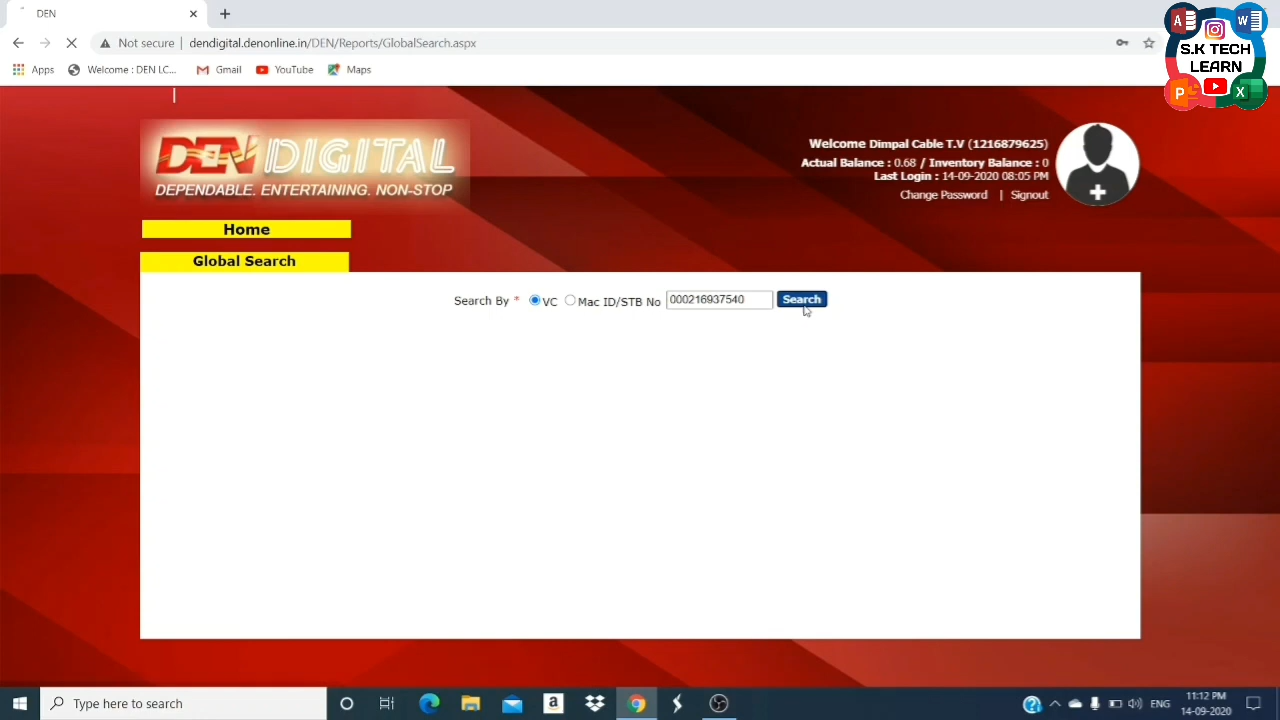 DEN
Not secure | dendigital.denonline.in/DEN/Reports/GlobalSearch.aspx
Apps Welcome : DEN LC... Gmail YouTube Maps
S.K TECH
LEARN
A W P X
DEN DIGITAL
DEPENDABLE. ENTERTAINING. NON-STOP
Welcome Dimpal Cable T.V (1216879625)
Actual Balance : 0.68 / Inventory Balance : 0
Last Login : 14-09-2020 08:05 PM
Change Password | Signout
Home
Global Search
Search By * VC Mac ID/STB No 000216937540 Search
Type here to search
a
ENG
11:12 PM
14-09-2020